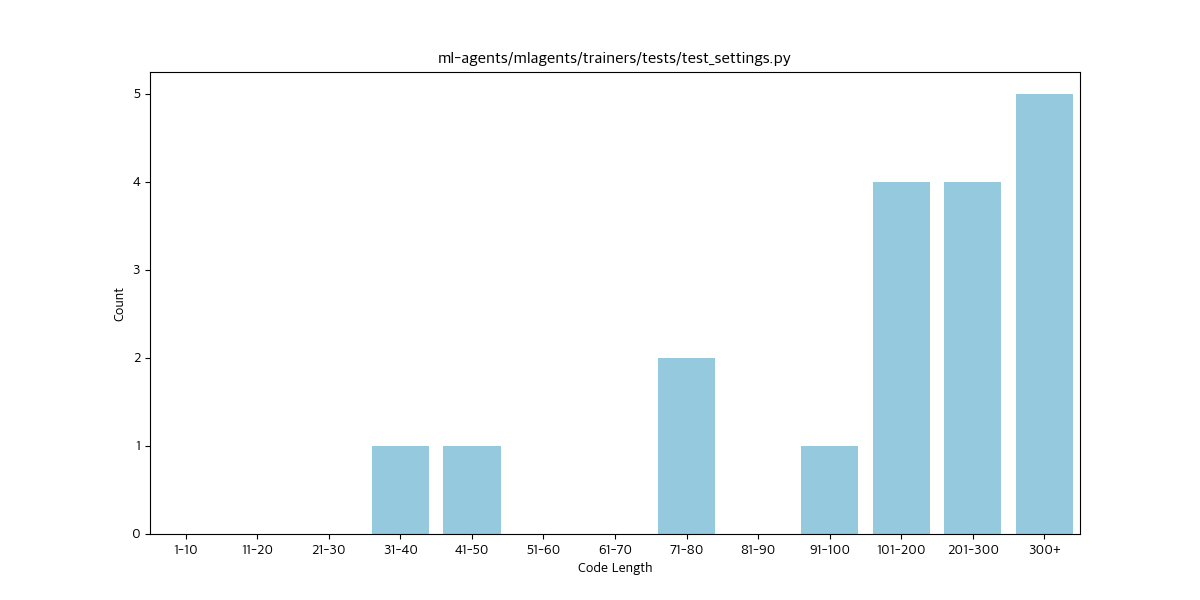 ml-agents/mlagents/trainers/tests/test_settings.py
5
4
3
2
1
0
Count
1-10 11-20 21-30 31-40 41-50 51-60 61-70 71-80 81-90 91-100 101-200 201-300 300+
Code Length